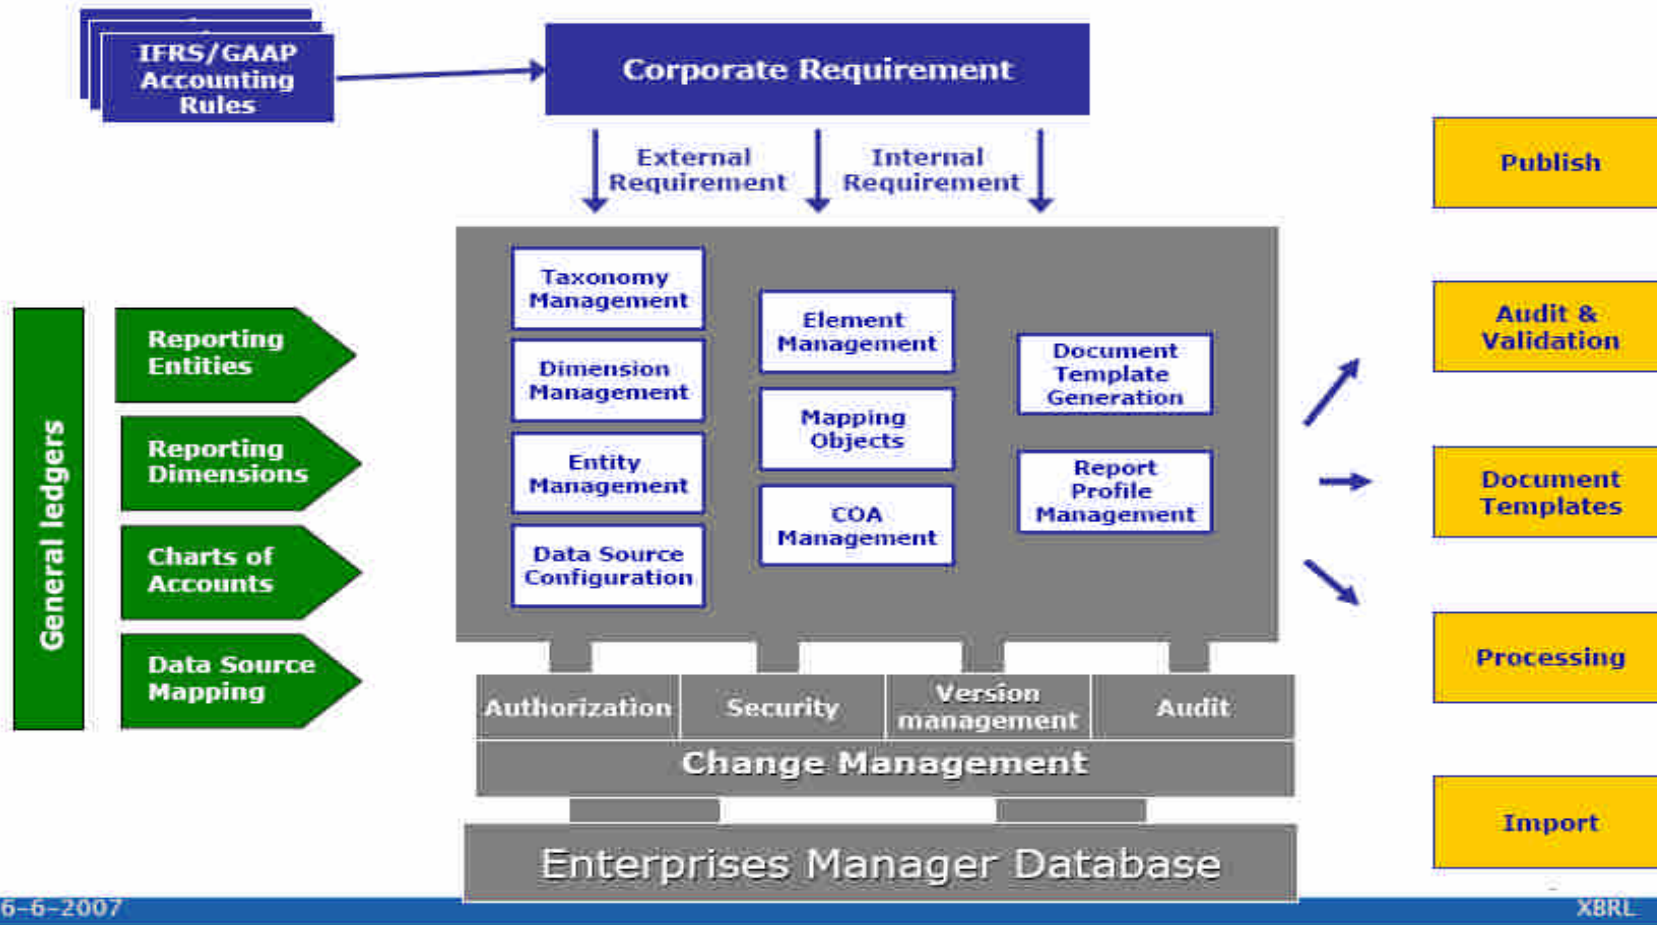 IFRS/GAAP
Accounting
Rules
Corporate Requirement
External
Requirement
Internal
Requirement
General ledgers
Reporting
Entities
Reporting
Dimensions
Charts of
Accounts
Data Source
Mapping
Taxonomy
Management
Dimension
Management
Entity
Management
Data Source
Configuration
Element
Management
Mapping
Objects
COA
Management
Document
Template
Generation
Report
Profile
Management
Authorization
Security
Version
management
Audit
Change Management
Enterprises Manager Database
Publish
Audit &
Validation
Document
Templates
Processing
Import
6-6-2007
XBRL